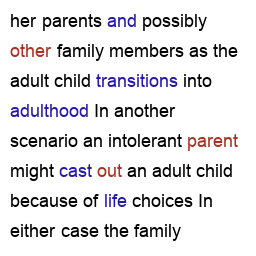 her parents and possibly
other family members as the
adult child transitions into
adulthood In another
scenario an intolerant parent
might cast out an adult child
because of life choices In
either case the family